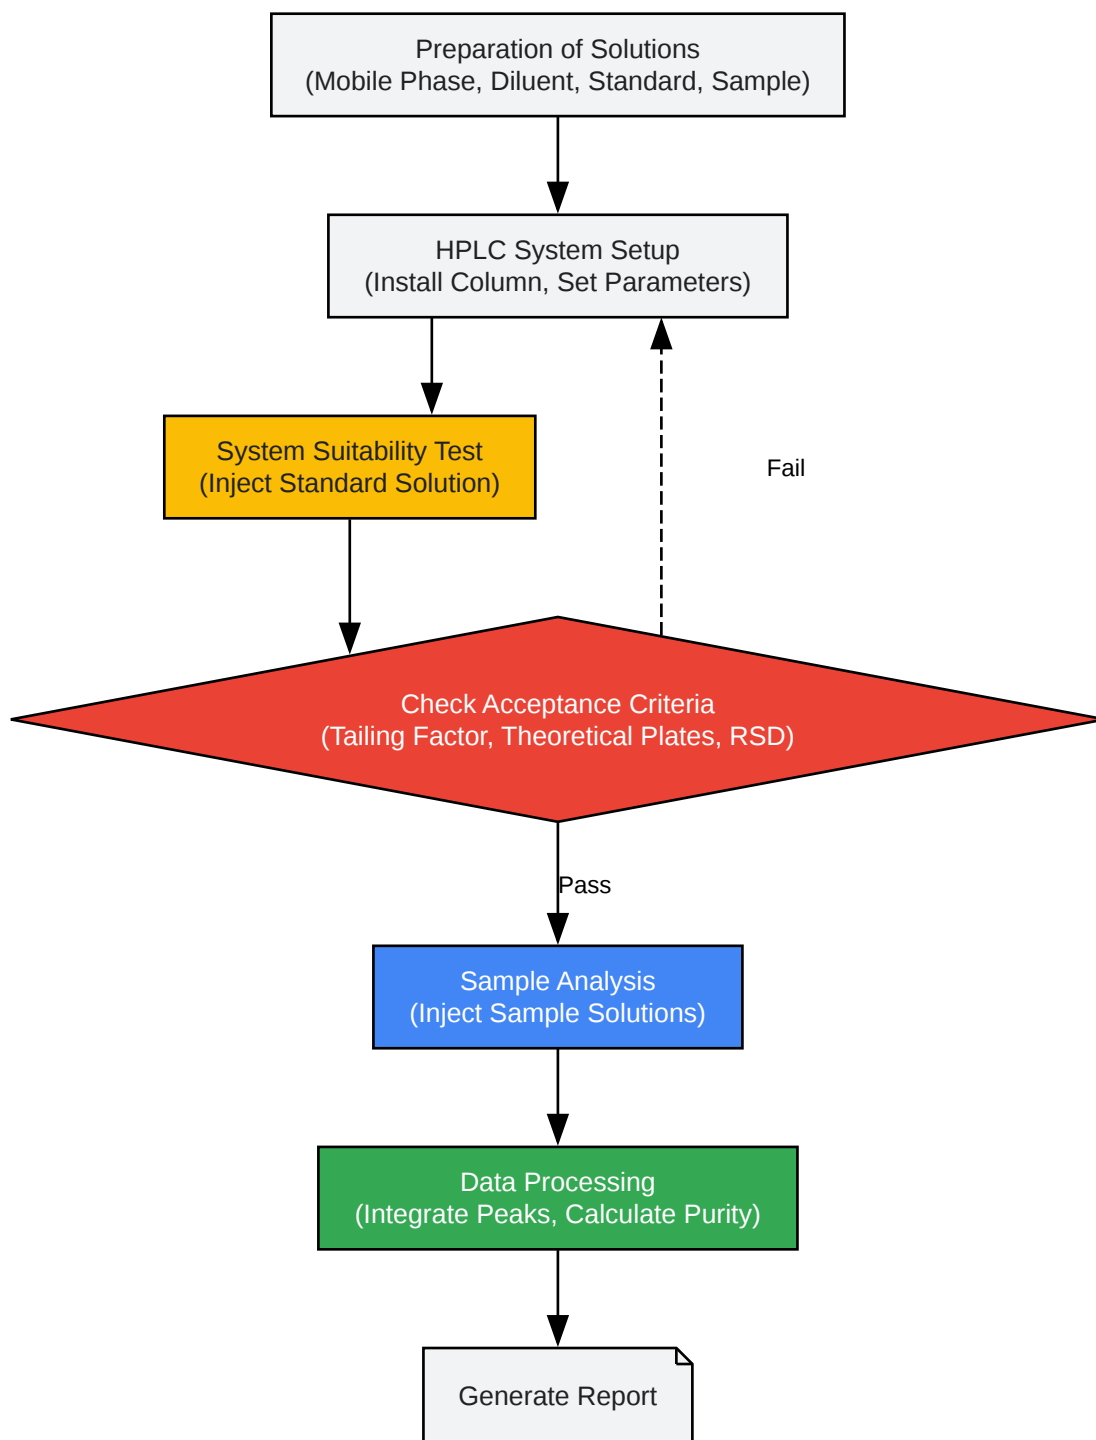 Preparation of Solutions
(Mobile Phase, Diluent, Standard, Sample)
HPLC System Setup
(Install Column, Set Parameters)
System Suitability Test
(Inject Standard Solution)
Fail
Check Acceptance Criteria
(Tailing Factor, Theoretical Plates, RSD)
Pass
Sample Analysis
(Inject Sample Solutions)
Data Processing
(Integrate Peaks, Calculate Purity)
Generate Report